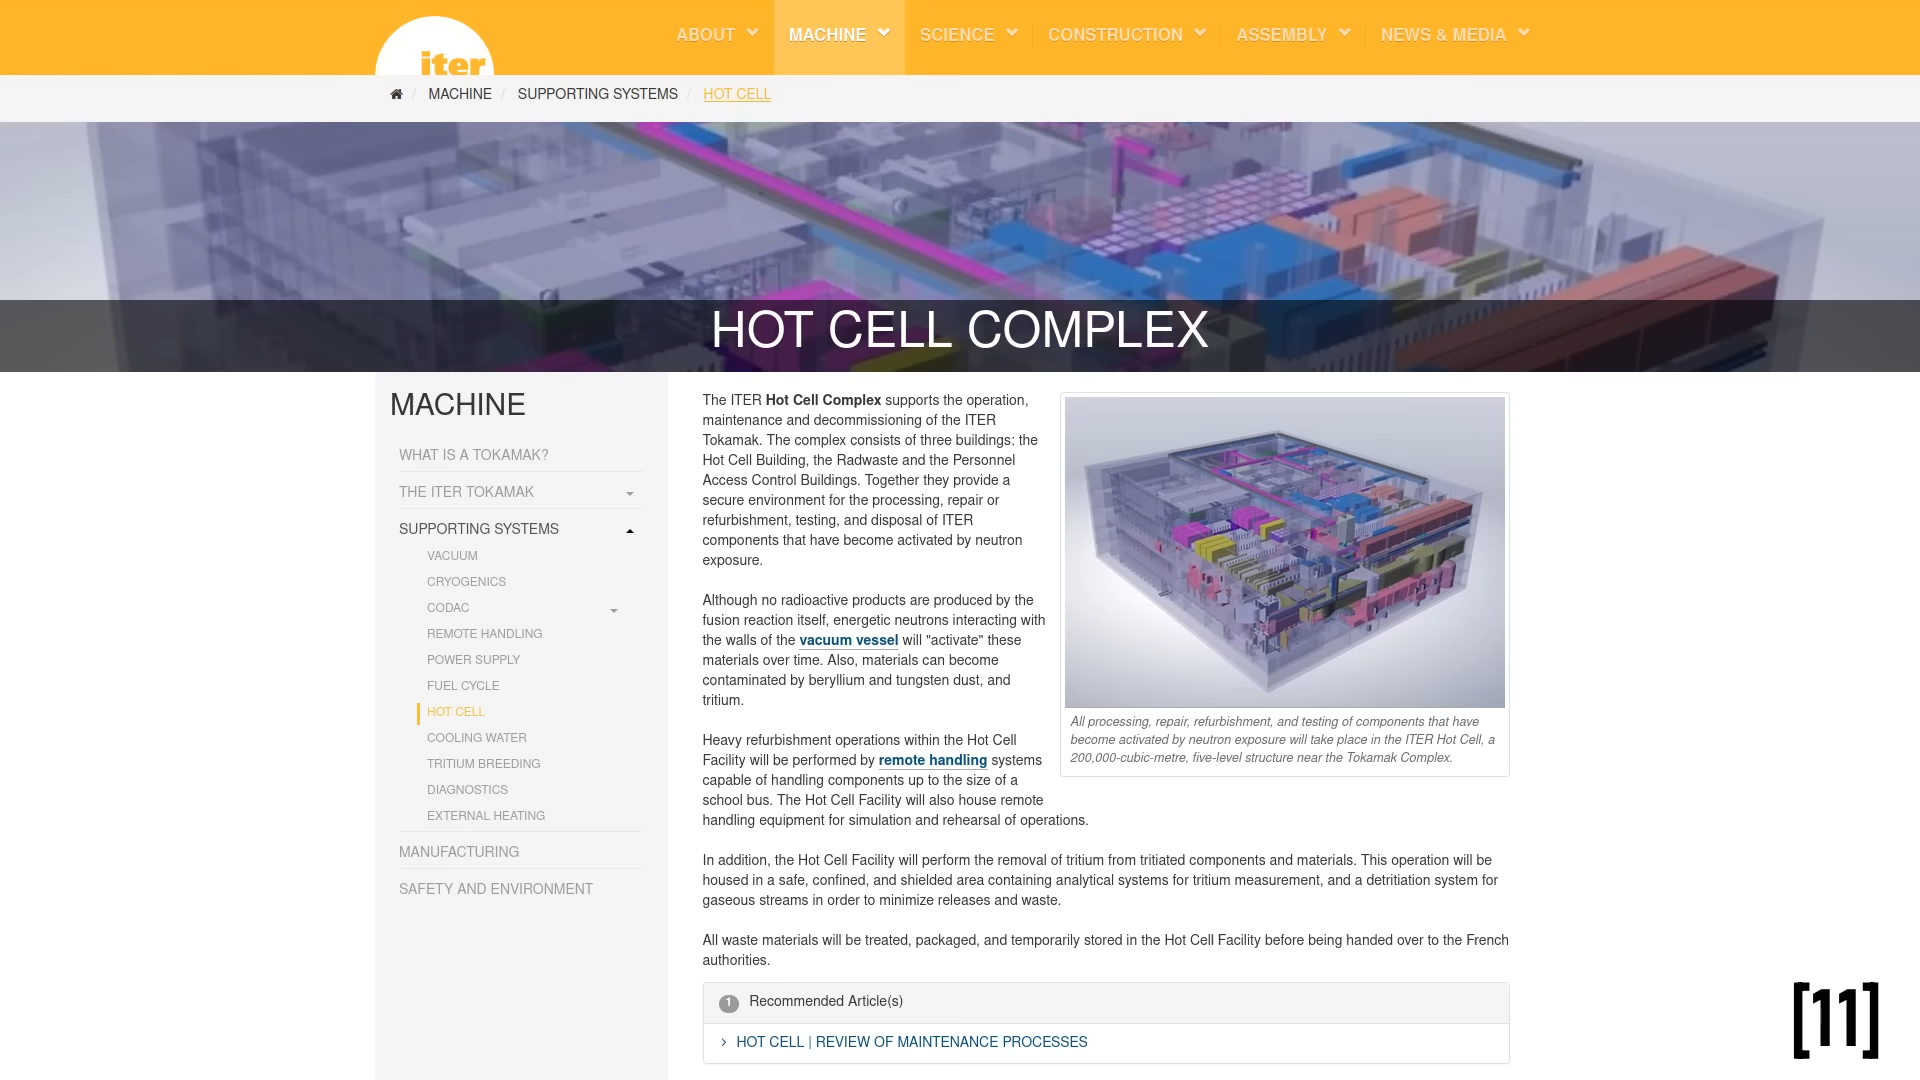 iter
ABOUT
MACHINE
SCIENCE
CONSTRUCTION
ASSEMBLY
NEWS & MEDIA
/ MACHINE / SUPPORTING SYSTEMS / HOT CELL
HOT CELL COMPLEX
MACHINE
WHAT IS A TOKAMAK?
THE ITER TOKAMAK
SUPPORTING SYSTEMS
VACUUM
CRYOGENICS
CODAC
REMOTE HANDLING
POWER SUPPLY
FUEL CYCLE
HOT CELL
COOLING WATER
TRITIUM BREEDING
DIAGNOSTICS
EXTERNAL HEATING
MANUFACTURING
SAFETY AND ENVIRONMENT
The ITER Hot Cell Complex supports the operation,
maintenance and decommissioning of the ITER
Tokamak. The complex consists of three buildings: the
Hot Cell Building, the Radwaste and the Personnel
Access Control Buildings. Together they provide a
secure environment for the processing, repair or
refurbishment, testing, and disposal of ITER
components that have become activated by neutron
exposure.
Although no radioactive products are produced by the
fusion reaction itself, energetic neutrons interacting with
the walls of the vacuum vessel will "activate" these
materials over time. Also, materials can become
contaminated by beryllium and tungsten dust, and
tritium.
Heavy refurbishment operations within the Hot Cell
Facility will be performed by remote handling systems
capable of handling components up to the size of a
school bus. The Hot Cell Facility will also house remote
handling equipment for simulation and rehearsal of operations.
All processing, repair, refurbishment, and testing of components that have
become activated by neutron exposure will take place in the ITER Hot Cell, a
200,000-cubic-metre, five-level structure near the Tokamak Complex.
In addition, the Hot Cell Facility will perform the removal of tritium from tritiated components and materials. This operation will be
housed in a safe, confined, and shielded area containing analytical systems for tritium measurement, and a detritiation system for
gaseous streams in order to minimize releases and waste.
All waste materials will be treated, packaged, and temporarily stored in the Hot Cell Facility before being handed over to the French
authorities.
1 Recommended Article(s)
HOT CELL | REVIEW OF MAINTENANCE PROCESSES
[11]